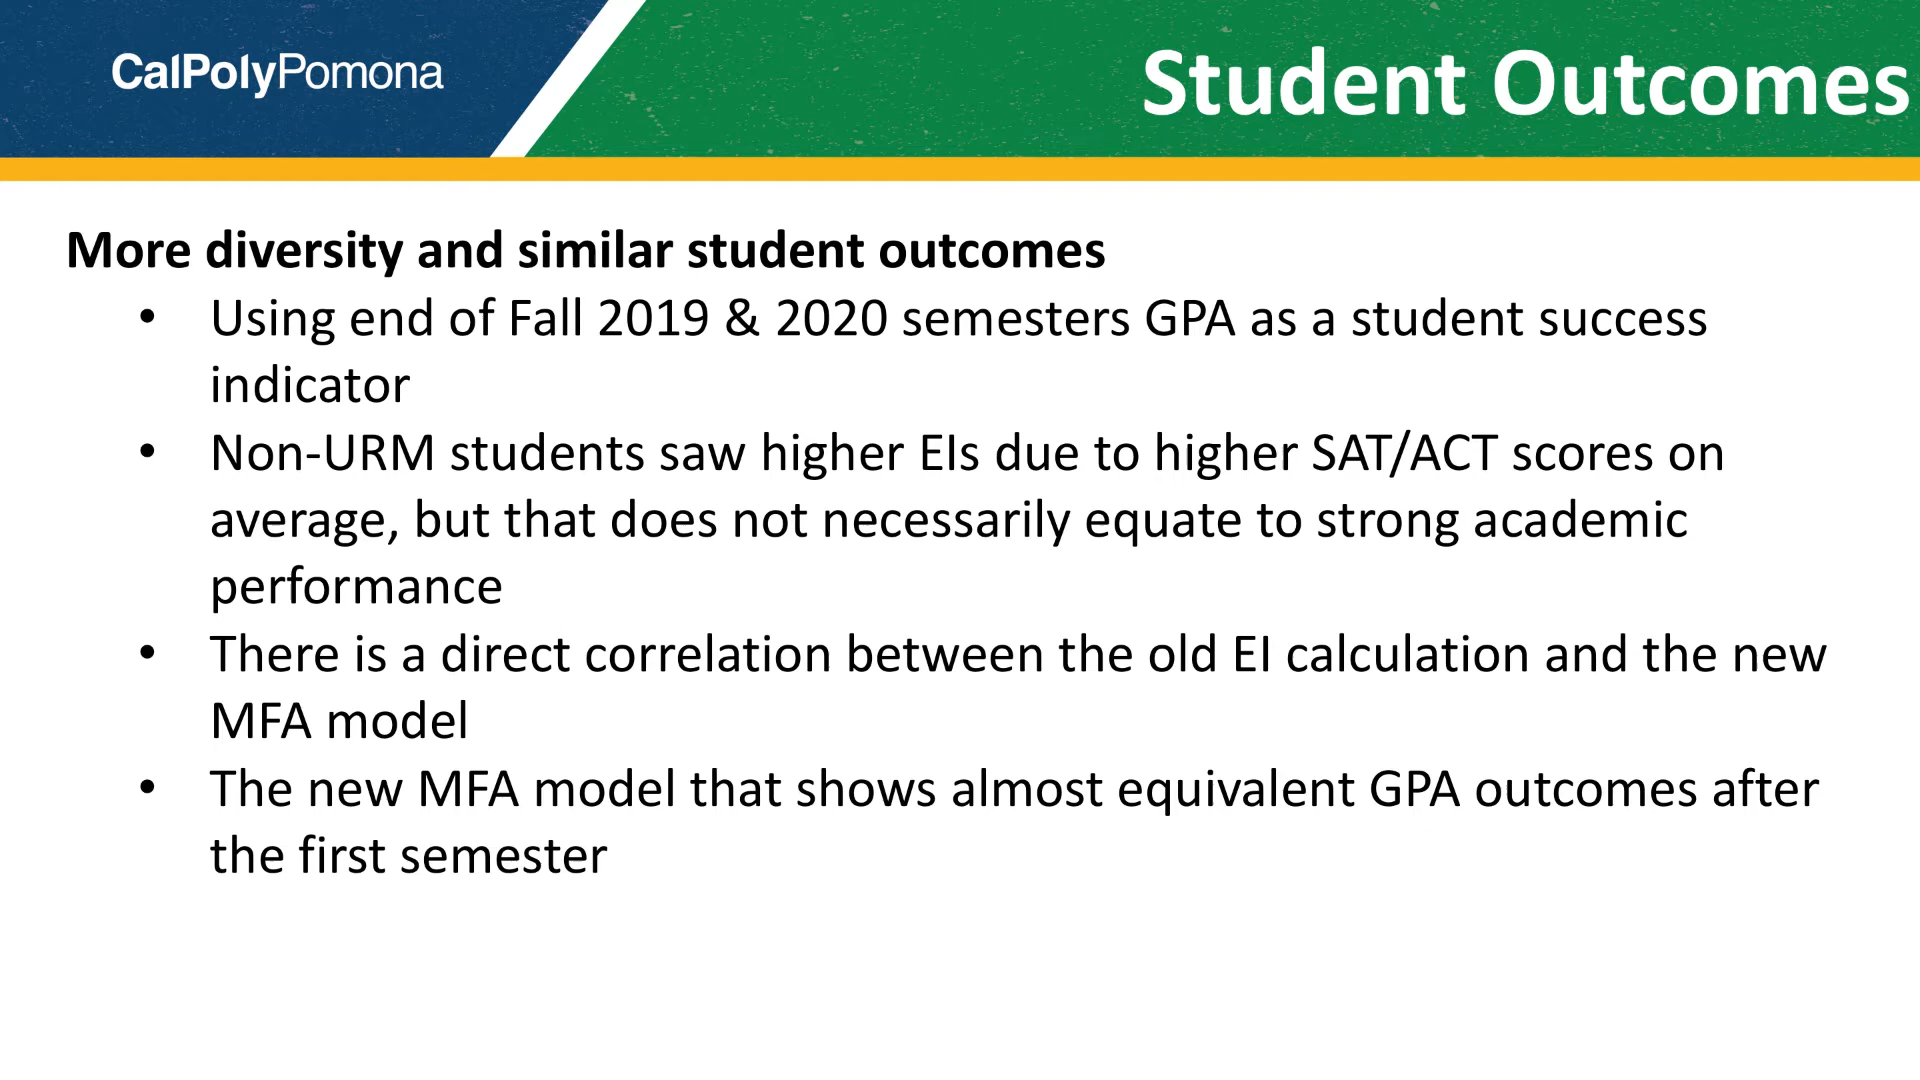 CalPolyPomona
Student Outcomes
More diversity and similar student outcomes
• Using end of Fall 2019 & 2020 semesters GPA as a student success
indicator
• Non-URM students saw higher EIs due to higher SAT/ACT scores on
average, but that does not necessarily equate to strong academic
performance
• There is a direct correlation between the old EI calculation and the new
MFA model
• The new MFA model that shows almost equivalent GPA outcomes after
the first semester